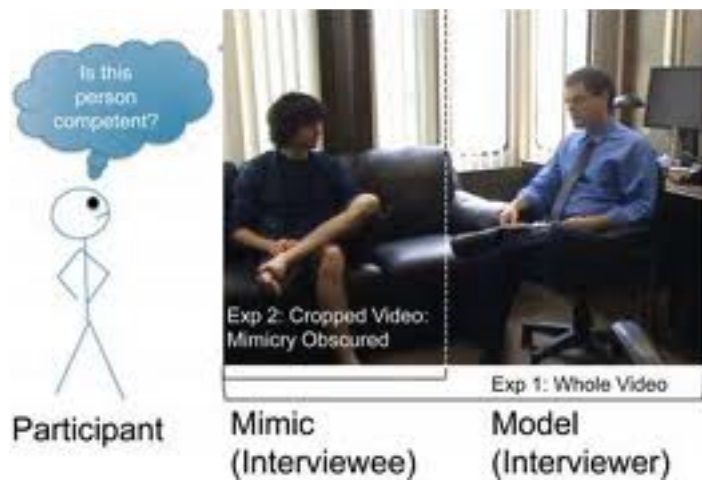 Is this
person
competent?
Exp 2: Cropped Video:
Mimicry Obscured
Exp 1: Whole Video
Participant
Mimic
(Interviewee)
Model
(Interviewer)